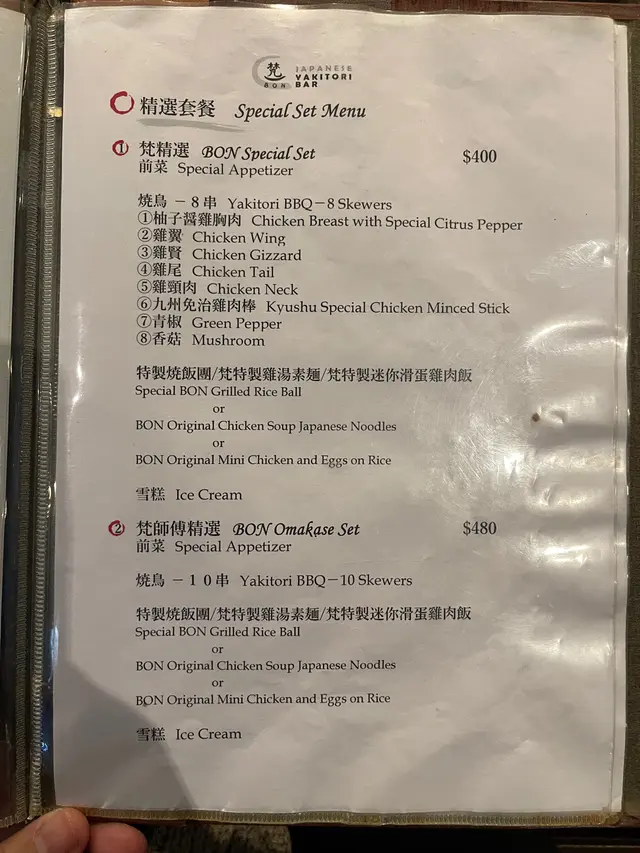 梵
BON
JAPANESE
YAKITORI
BAR
精選套餐 Special Set Menu
① 梵精選 BON Special Set $400
前菜 Special Appetizer
焼鳥 －８串 Yakitori BBQ－8 Skewers
①柚子醤雞胸肉 Chicken Breast with Special Citrus Pepper
②雞翼 Chicken Wing
③雞腎 Chicken Gizzard
④雞尾 Chicken Tail
⑤雞頸肉 Chicken Neck
⑥九州免治雞肉棒 Kyushu Special Chicken Minced Stick
⑦青椒 Green Pepper
⑧香菇 Mushroom
特製焼飯團/梵特製雞湯素麺/梵特製迷你滑蛋雞肉飯
Special BON Grilled Rice Ball
or
BON Original Chicken Soup Japanese Noodles
or
BON Original Mini Chicken and Eggs on Rice
雪糕 Ice Cream
② 梵師傅精選 BON Omakase Set $480
前菜 Special Appetizer
焼鳥 －１０串 Yakitori BBQ－10 Skewers
特製焼飯團/梵特製雞湯素麺/梵特製迷你滑蛋雞肉飯
Special BON Grilled Rice Ball
or
BON Original Chicken Soup Japanese Noodles
or
BON Original Mini Chicken and Eggs on Rice
雪糕 Ice Cream